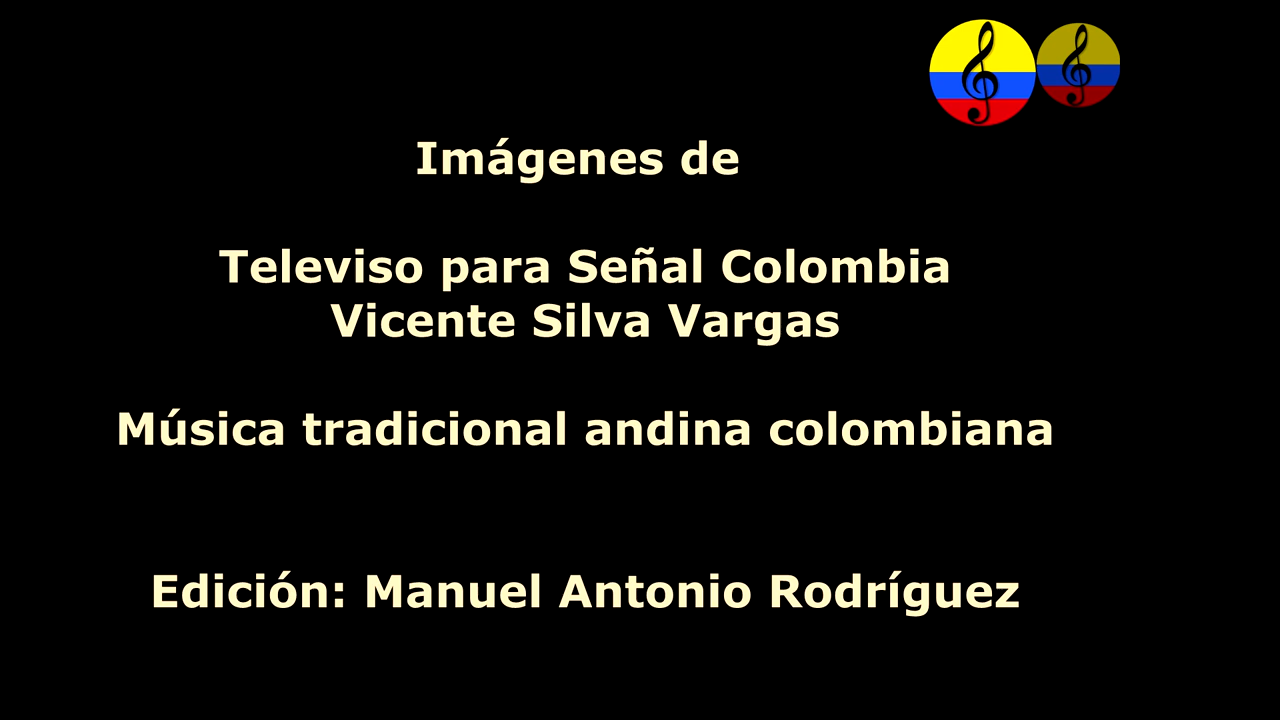 Imágenes de
Televiso para Señal Colombia
Vicente Silva Vargas
Música tradicional andina colombiana
Edición: Manuel Antonio Rodríguez